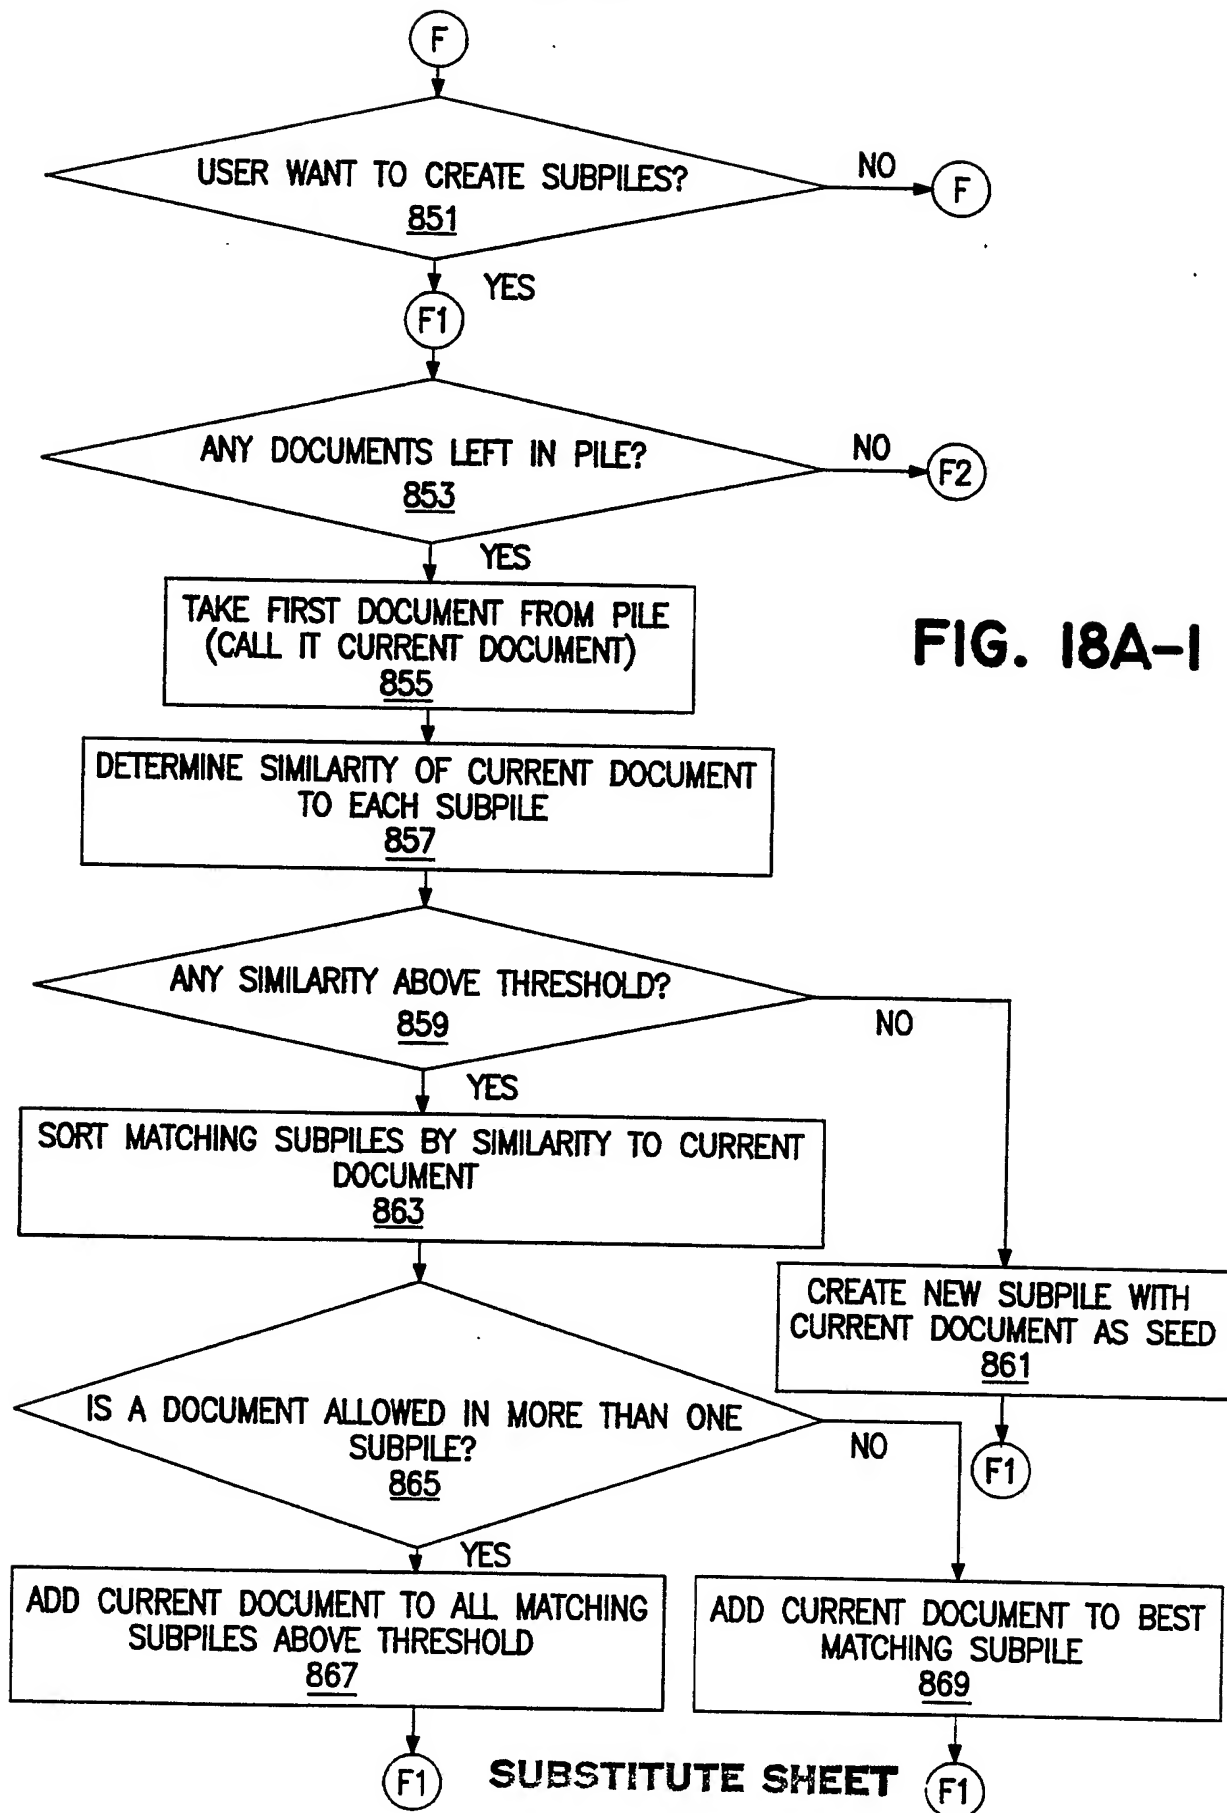 F
USER WANT TO CREATE SUBPILES?
851
NO
F
YES
F1
ANY DOCUMENTS LEFT IN PILE?
853
NO
F2
YES
TAKE FIRST DOCUMENT FROM PILE
(CALL IT CURRENT DOCUMENT)
855
FIG. 18A-1
DETERMINE SIMILARITY OF CURRENT DOCUMENT
TO EACH SUBPILE
857
ANY SIMILARITY ABOVE THRESHOLD?
859
NO
YES
SORT MATCHING SUBPILES BY SIMILARITY TO CURRENT
DOCUMENT
863
CREATE NEW SUBPILE WITH
CURRENT DOCUMENT AS SEED
861
F1
IS A DOCUMENT ALLOWED IN MORE THAN ONE
SUBPILE?
865
NO
YES
ADD CURRENT DOCUMENT TO ALL MATCHING
SUBPILES ABOVE THRESHOLD
867
ADD CURRENT DOCUMENT TO BEST
MATCHING SUBPILE
869
F1
SUBSTITUTE SHEET
F1